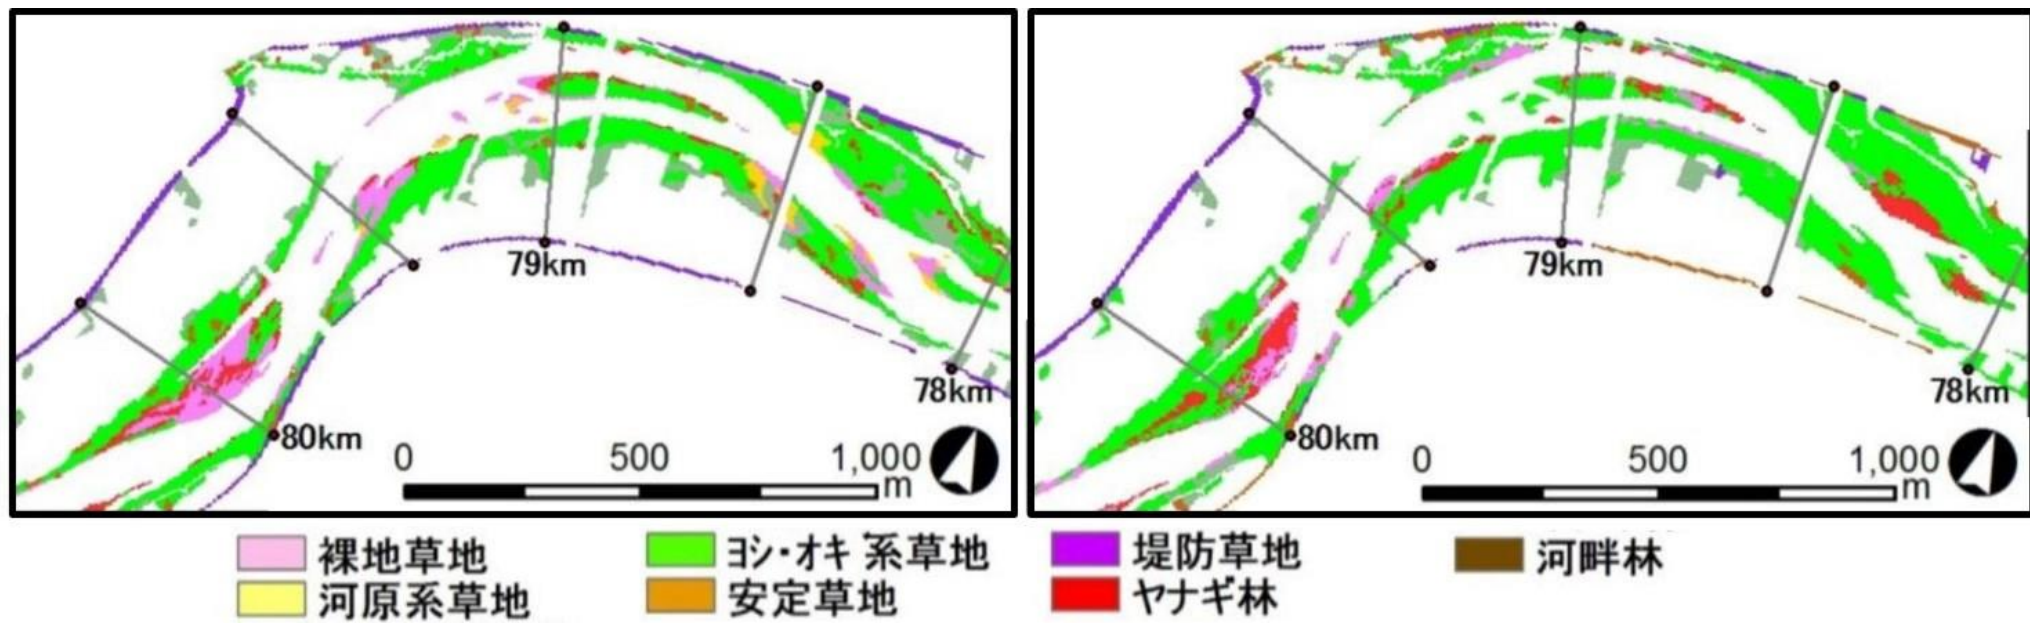 79km
78km
80km
0 500 1,000
m
79km
78km
80km
0 500 1,000
m
裸地草地
ヨシ・オキ 系草地
堤防草地
河畔林
河原系草地
安定草地
ヤナギ林